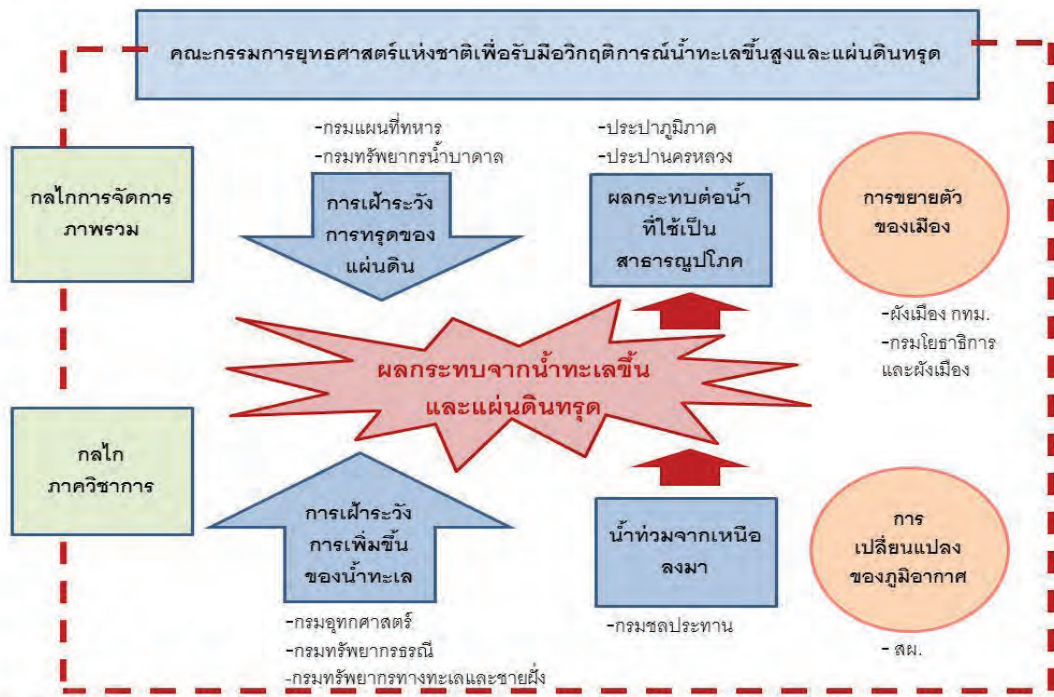 คณะกรรมการยุทธศาสตร์แห่งชาติเพื่อรับมือวิกฤติการณ์น้ำทะเลขึ้นสูงและแผ่นดินทรุด
-กรมแผนที่ทหาร
-กรมทรัพยากรน้ำบาดาล
-ประปาภูมิภาค
-ประปานครหลวง
กลไกการจัดการ
ภาพรวม
การเฝ้าระวัง
การทรุดของ
แผ่นดิน
ผลกระทบต่อน้ำ
ที่ใช้เป็น
สาธารณูปโภค
การขยายตัว
ของเมือง
-ผังเมือง กทม.
-กรมโยธาธิการ
และผังเมือง
ผลกระทบจากน้ำทะเลขึ้น
และแผ่นดินทรุด
กลไก
ภาควิชาการ
การเฝ้าระวัง
การเพิ่มขึ้น
ของน้ำทะเล
น้ำท่วมจากเหนือ
ลงมา
การ
เปลี่ยนแปลง
ของภูมิอากาศ
-กรมอุทกศาสตร์
-กรมทรัพยากรธรณี
-กรมทรัพยากรทางทะเลและชายฝั่ง
-กรมชลประทาน
- สผ.